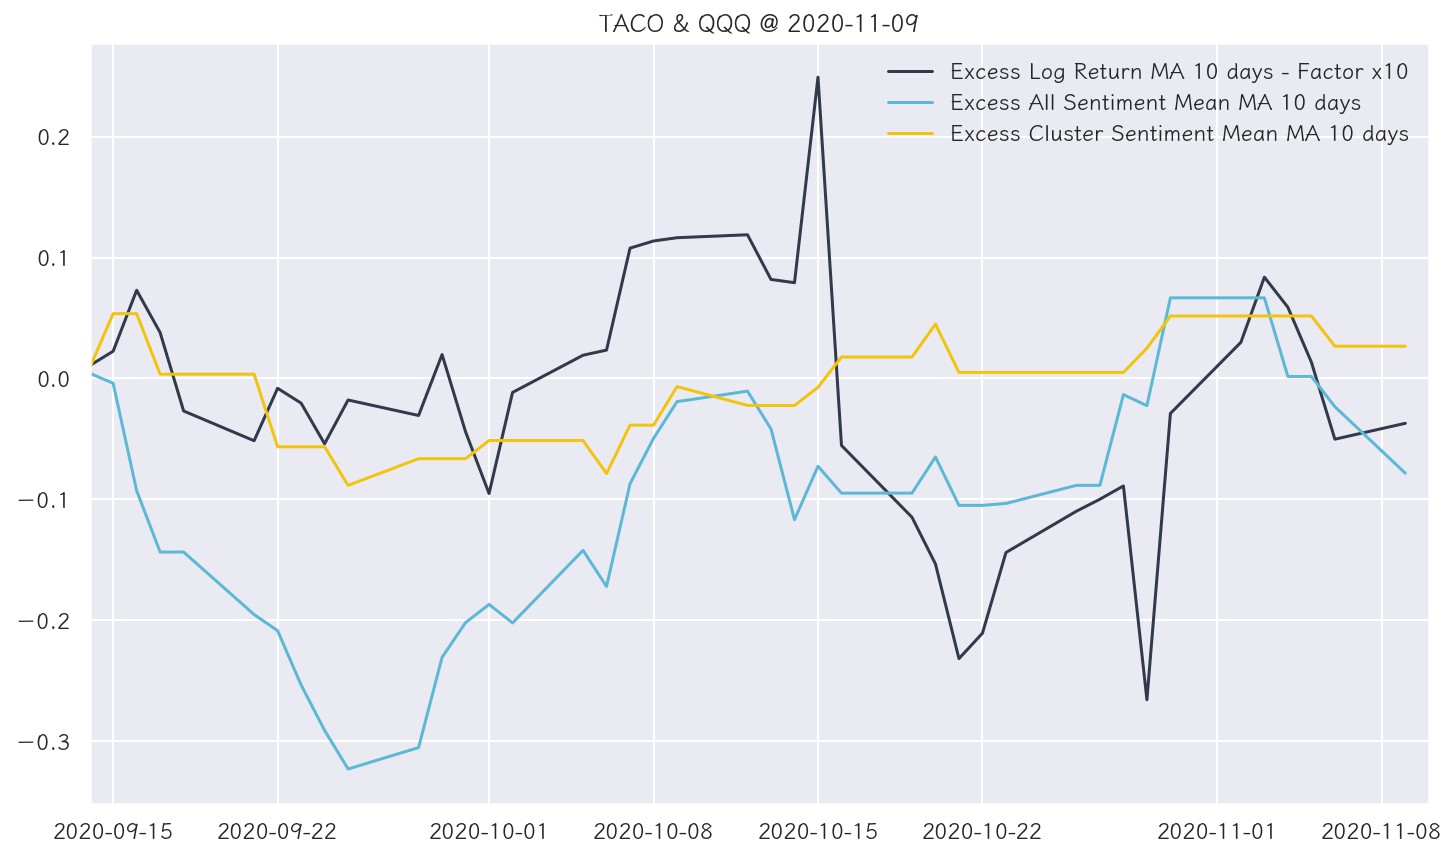 TACO & QQQ @ 2020-11-09
Excess Log Return MA 10 days - Factor x10
Excess All Sentiment Mean MA 10 days
Excess Cluster Sentiment Mean MA 10 days
0.2
0.1
0.0
−0.1
−0.2
−0.3
2020-09-15 2020-09-22 2020-10-01 2020-10-08 2020-10-15 2020-10-22 2020-11-01 2020-11-08